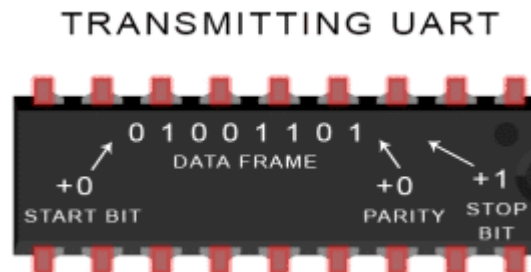 TRANSMITTING UART
0 1 0 0 1 1 0 1
DATA FRAME
+0
START BIT
+0
PARITY
+1
STOP
BIT